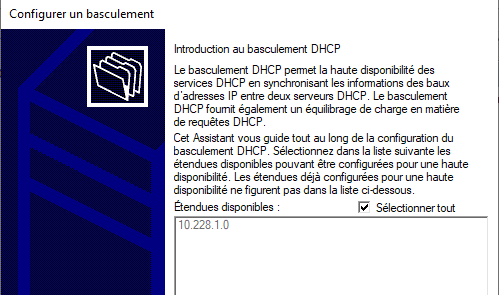 Configurer un basculement
Introduction au basculement DHCP
Le basculement DHCP permet la haute disponibilité des
services DHCP en synchronisant les informations des baux
d'adresses IP entre deux serveurs DHCP. Le basculement
DHCP fournit également un équilibrage de charge en matière
de requêtes DHCP.
Cet Assistant vous guide tout au long de la configuration du
basculement DHCP. Sélectionnez dans la liste suivante les
étendues disponibles pouvant être configurées pour une haute
disponibilité. Les étendues déjà configurées pour une haute
disponibilité ne figurent pas dans la liste ci-dessous.
Étendues disponibles : Sélectionner tout
10.228.1.0